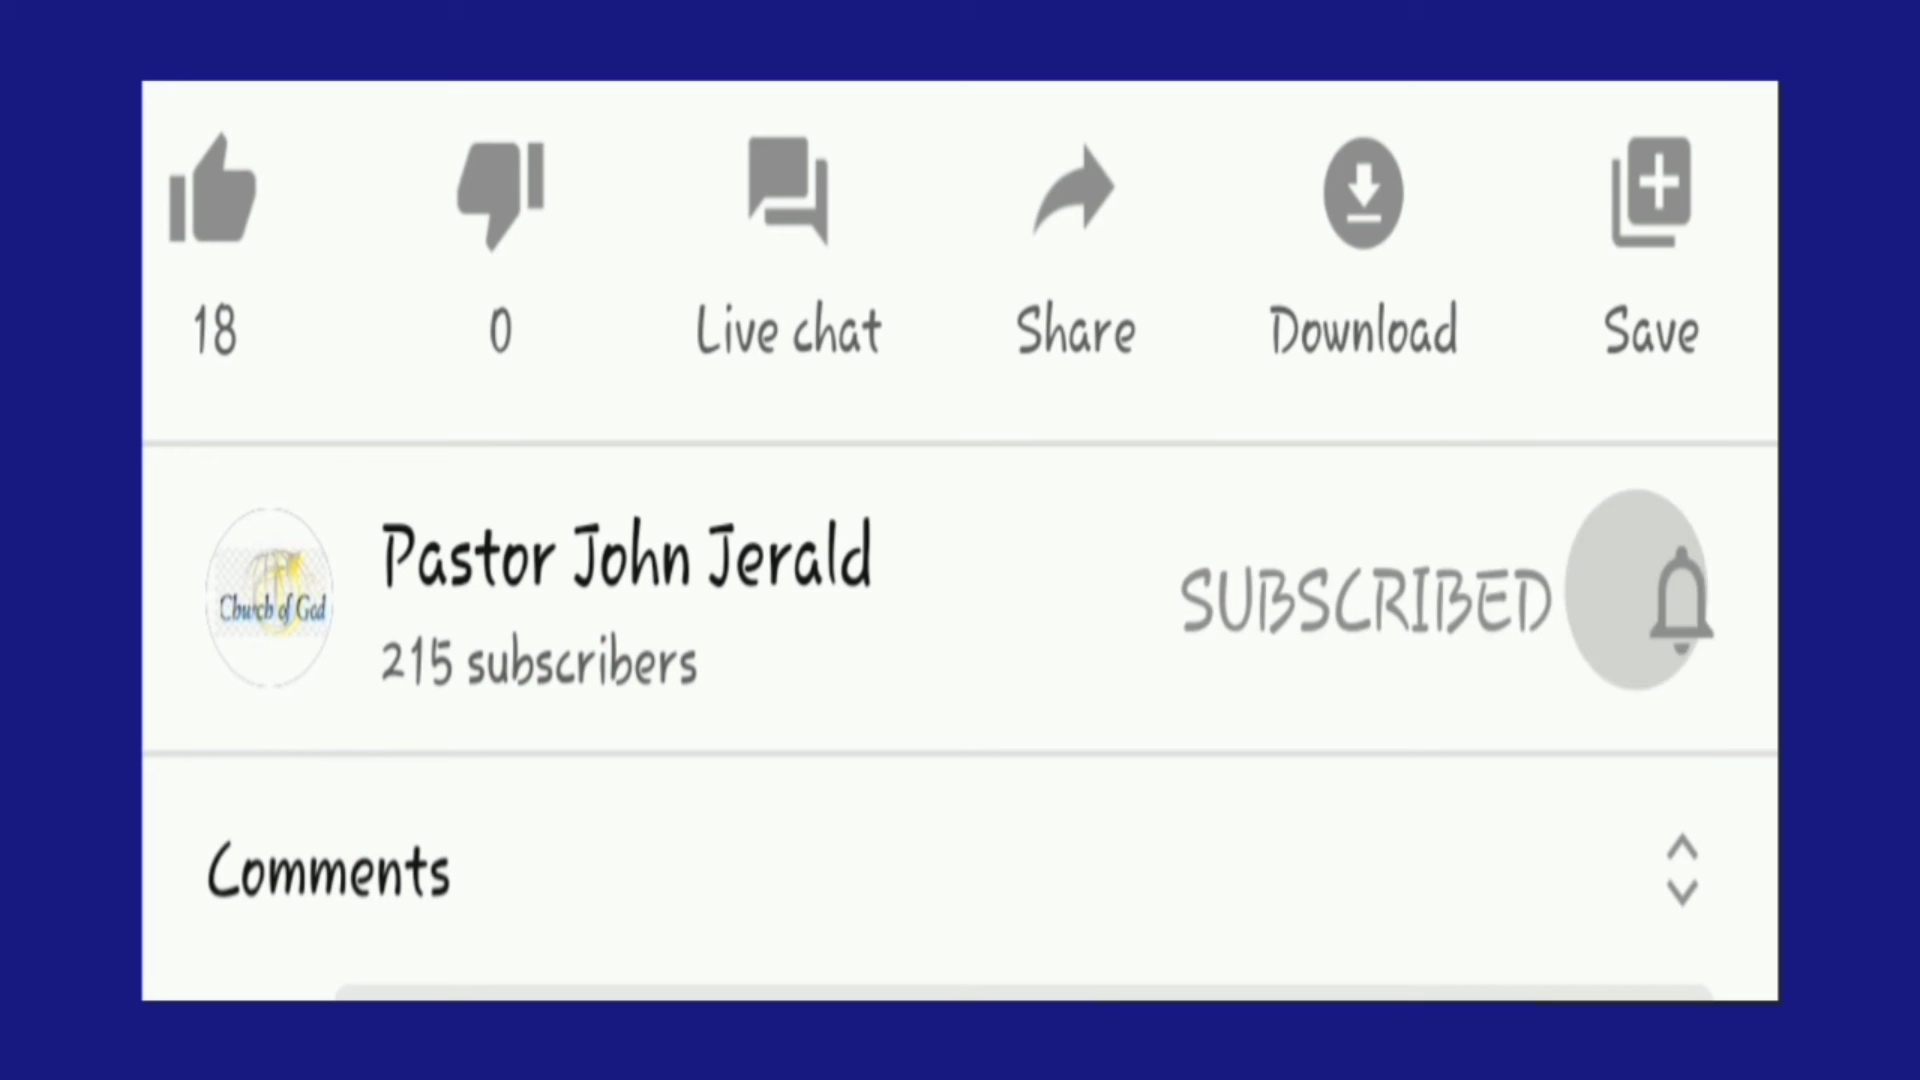 18 0 Live chat Share Download Save
Church of God
Pastor John Jerald
215 subscribers
SUBSCRIBED
Comments